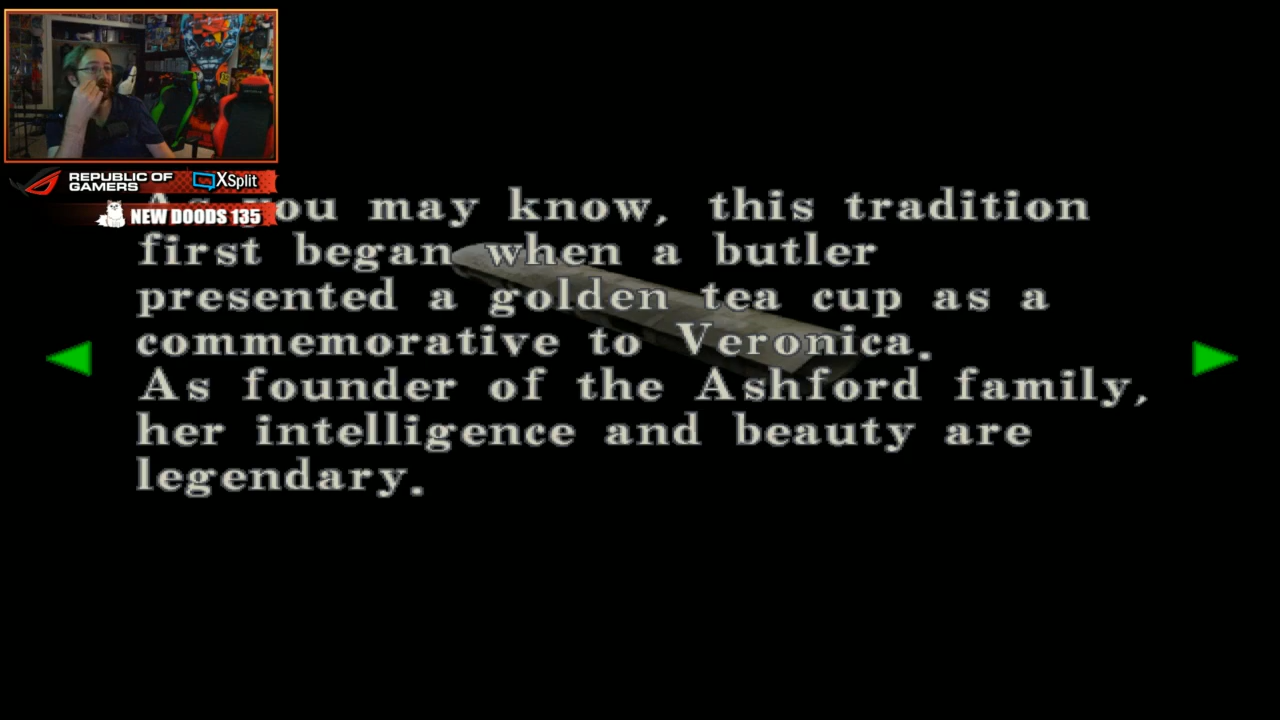 REPUBLIC OF
GAMERS
XSplit
NEW DOODS 135
As you may know, this tradition
first began when a butler
presented a golden tea cup as a
commemorative to Veronica.
As founder of the Ashford family,
her intelligence and beauty are
legendary.